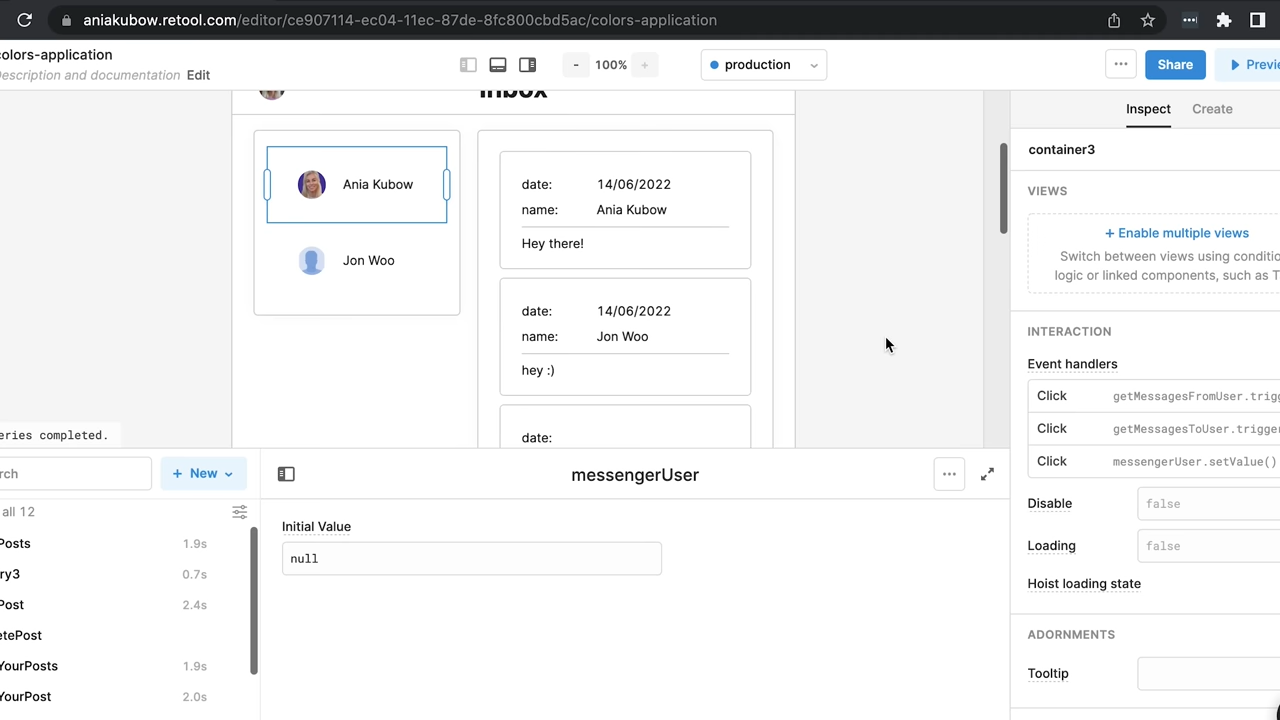 aniakubow.retool.com/editor/ce907114-ec04-11ec-87de-8fc800cbd5ac/colors-application
colors-application
Description and documentation Edit
- 100% +
production
Share
Previe
Inbox
Inspect Create
container3
VIEWS
+ Enable multiple views
Switch between views using conditio
logic or linked components, such as T
INTERACTION
Event handlers
Click getMessagesFromUser.trigg
Click getMessagesToUser.trigger
Click messengerUser.setValue()
Disable false
Loading false
Hoist loading state
ADORNMENTS
Tooltip
Ania Kubow
Jon Woo
date: 14/06/2022
name: Ania Kubow
Hey there!
date: 14/06/2022
name: Jon Woo
hey :)
date:
eries completed.
rch
+ New
all 12
Posts 1.9s
ry3 0.7s
Post 2.4s
etePost
YourPosts 1.9s
YourPost 2.0s
messengerUser
Initial Value
null